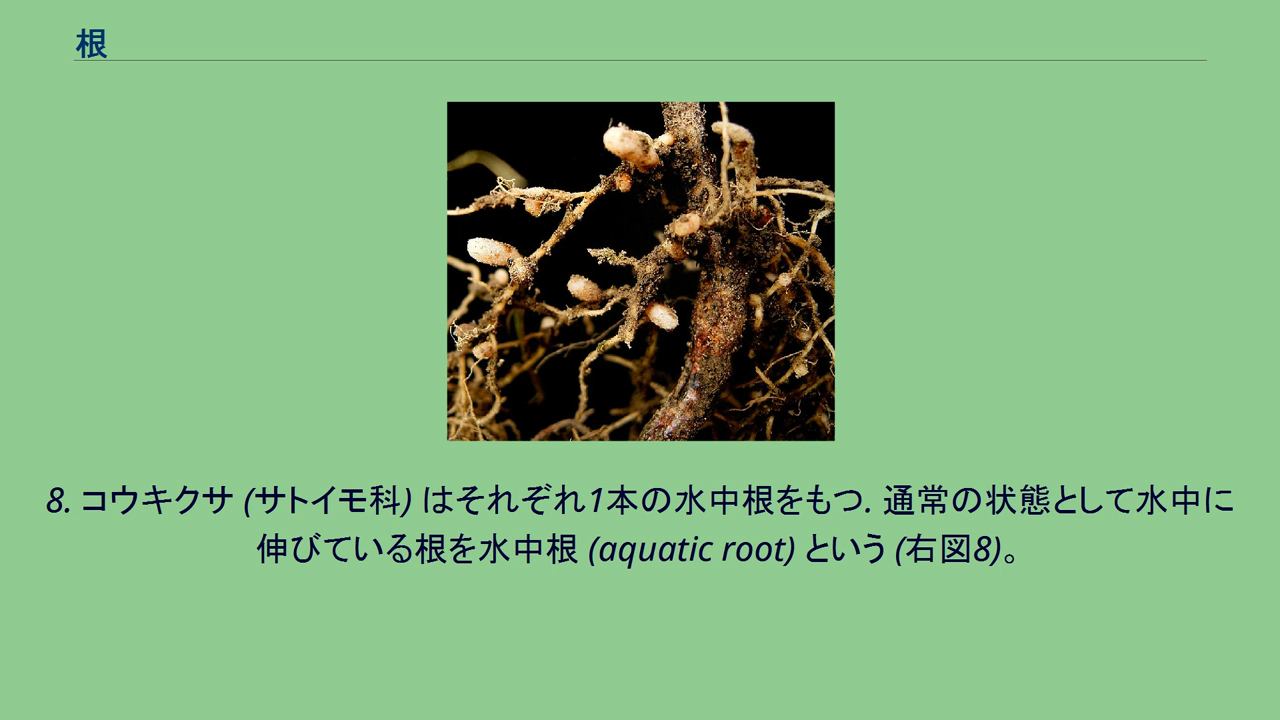 根
8. コウキクサ (サトイモ科) はそれぞれ1本の水中根をもつ. 通常の状態として水中に
伸びている根を水中根 (aquatic root) という (右図8)。